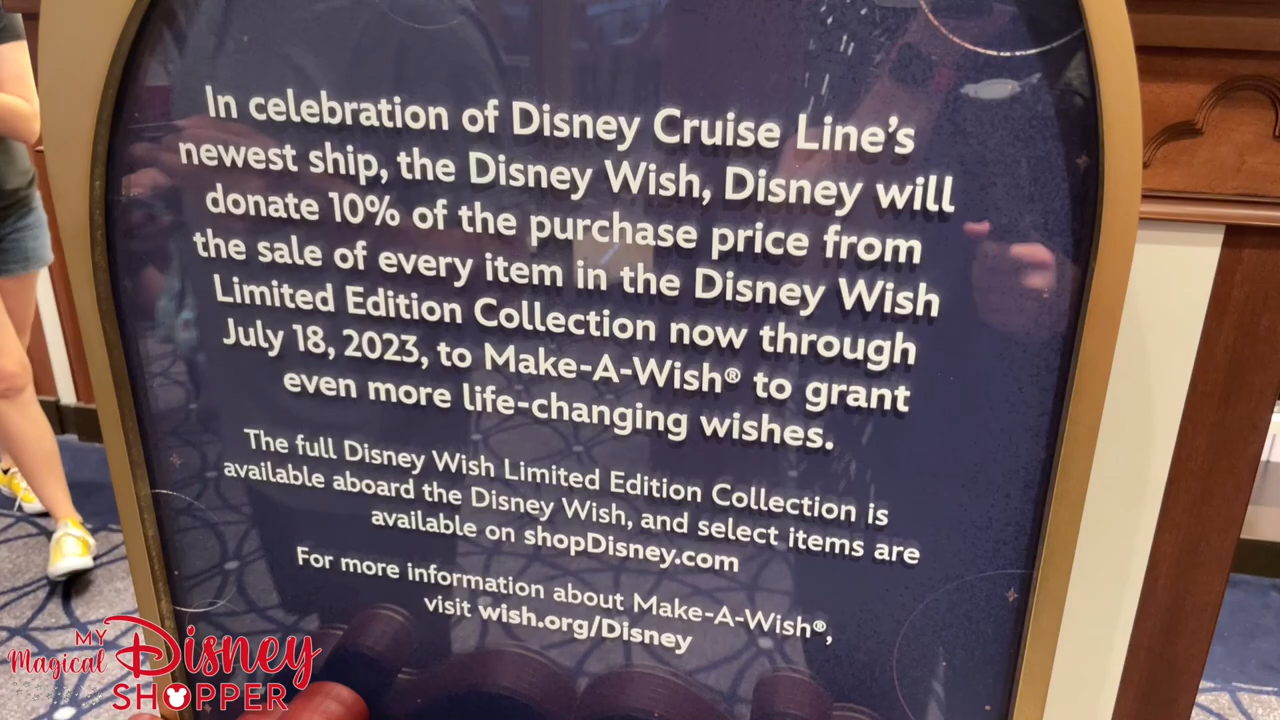 In celebration of Disney Cruise Line's
newest ship, the Disney Wish, Disney will
donate 10% of the purchase price from
the sale of every item in the Disney Wish
Limited Edition Collection now through
July 18, 2023, to Make-A-Wish® to grant
even more life-changing wishes.
The full Disney Wish Limited Edition Collection is
available aboard the Disney Wish, and select items are
available on shopDisney.com
For more information about Make-A-Wish®,
visit wish.org/Disney
MY
Magical Disney
SHOPPER